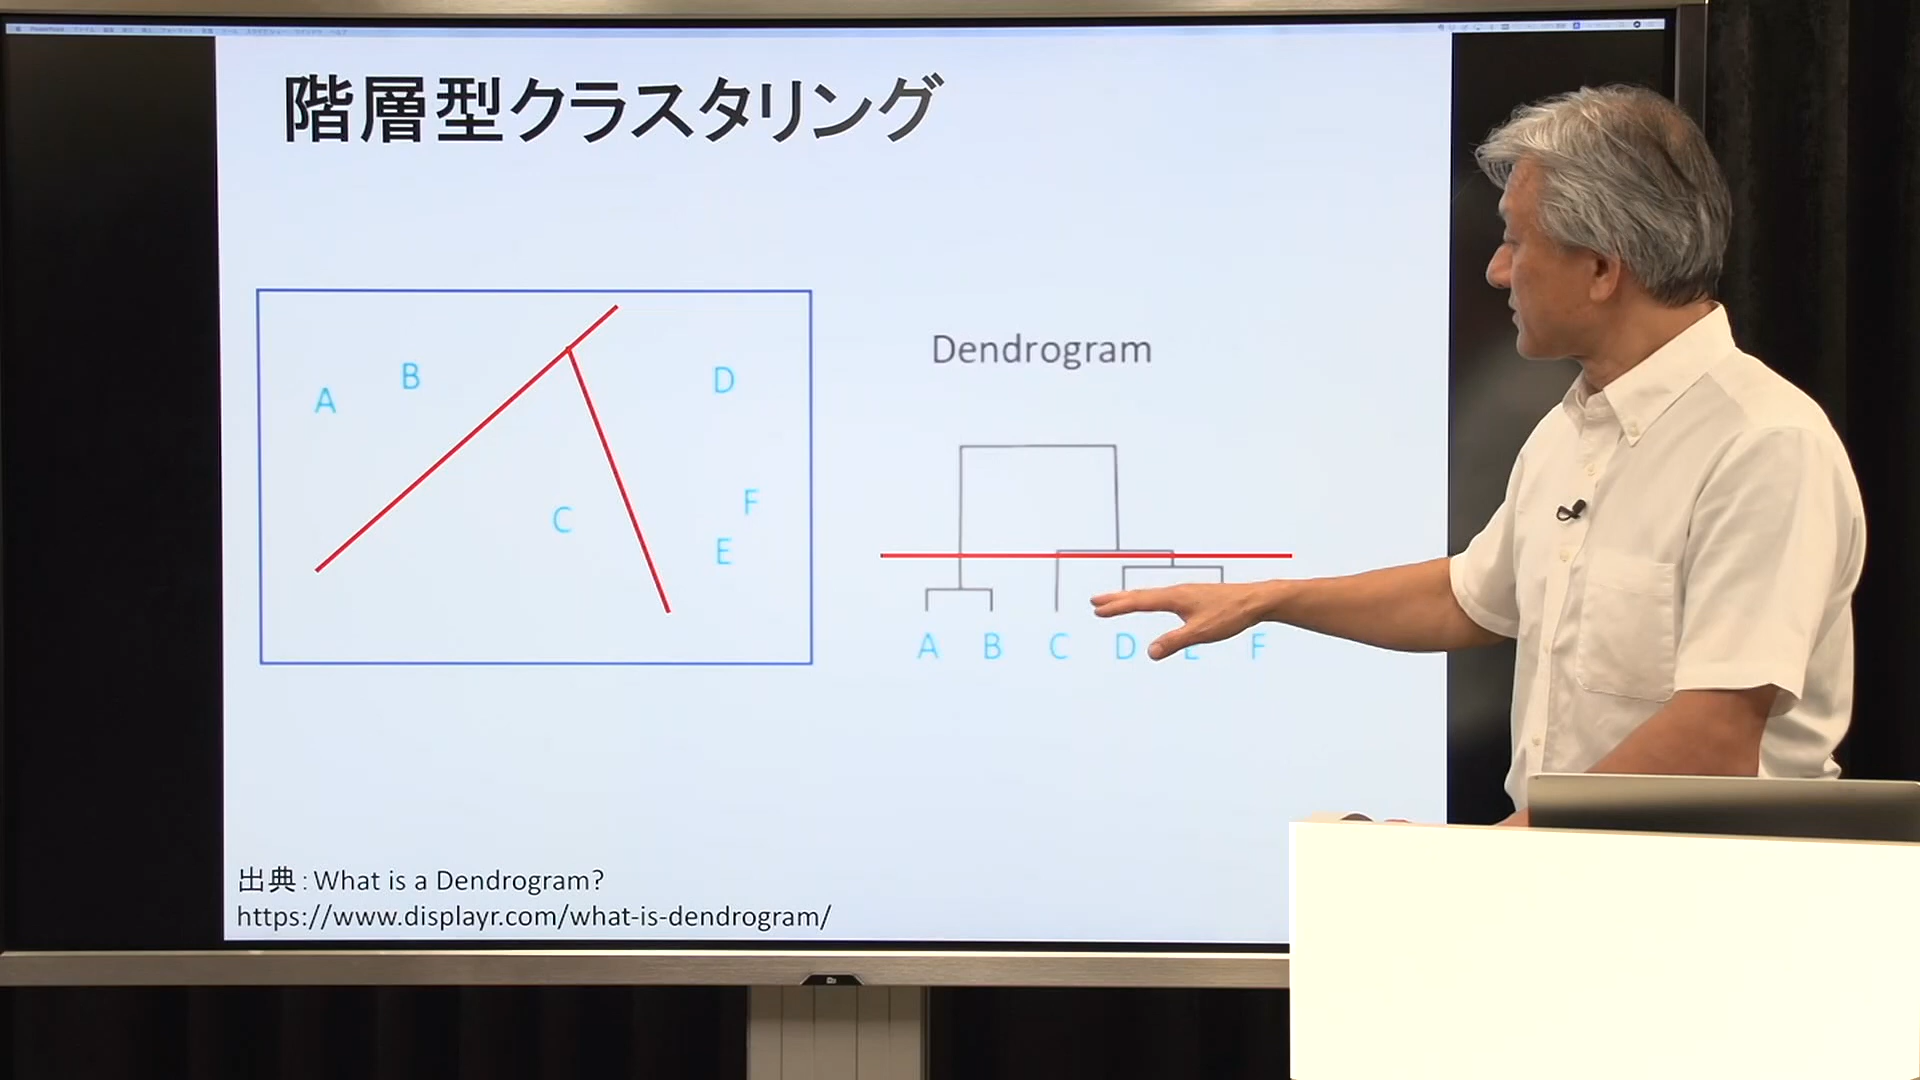 階層型クラスタリング
A
B
D
C
F
E
Dendrogram
A B C D E F
出典：What is a Dendrogram?
https://www.displayr.com/what-is-dendrogram/